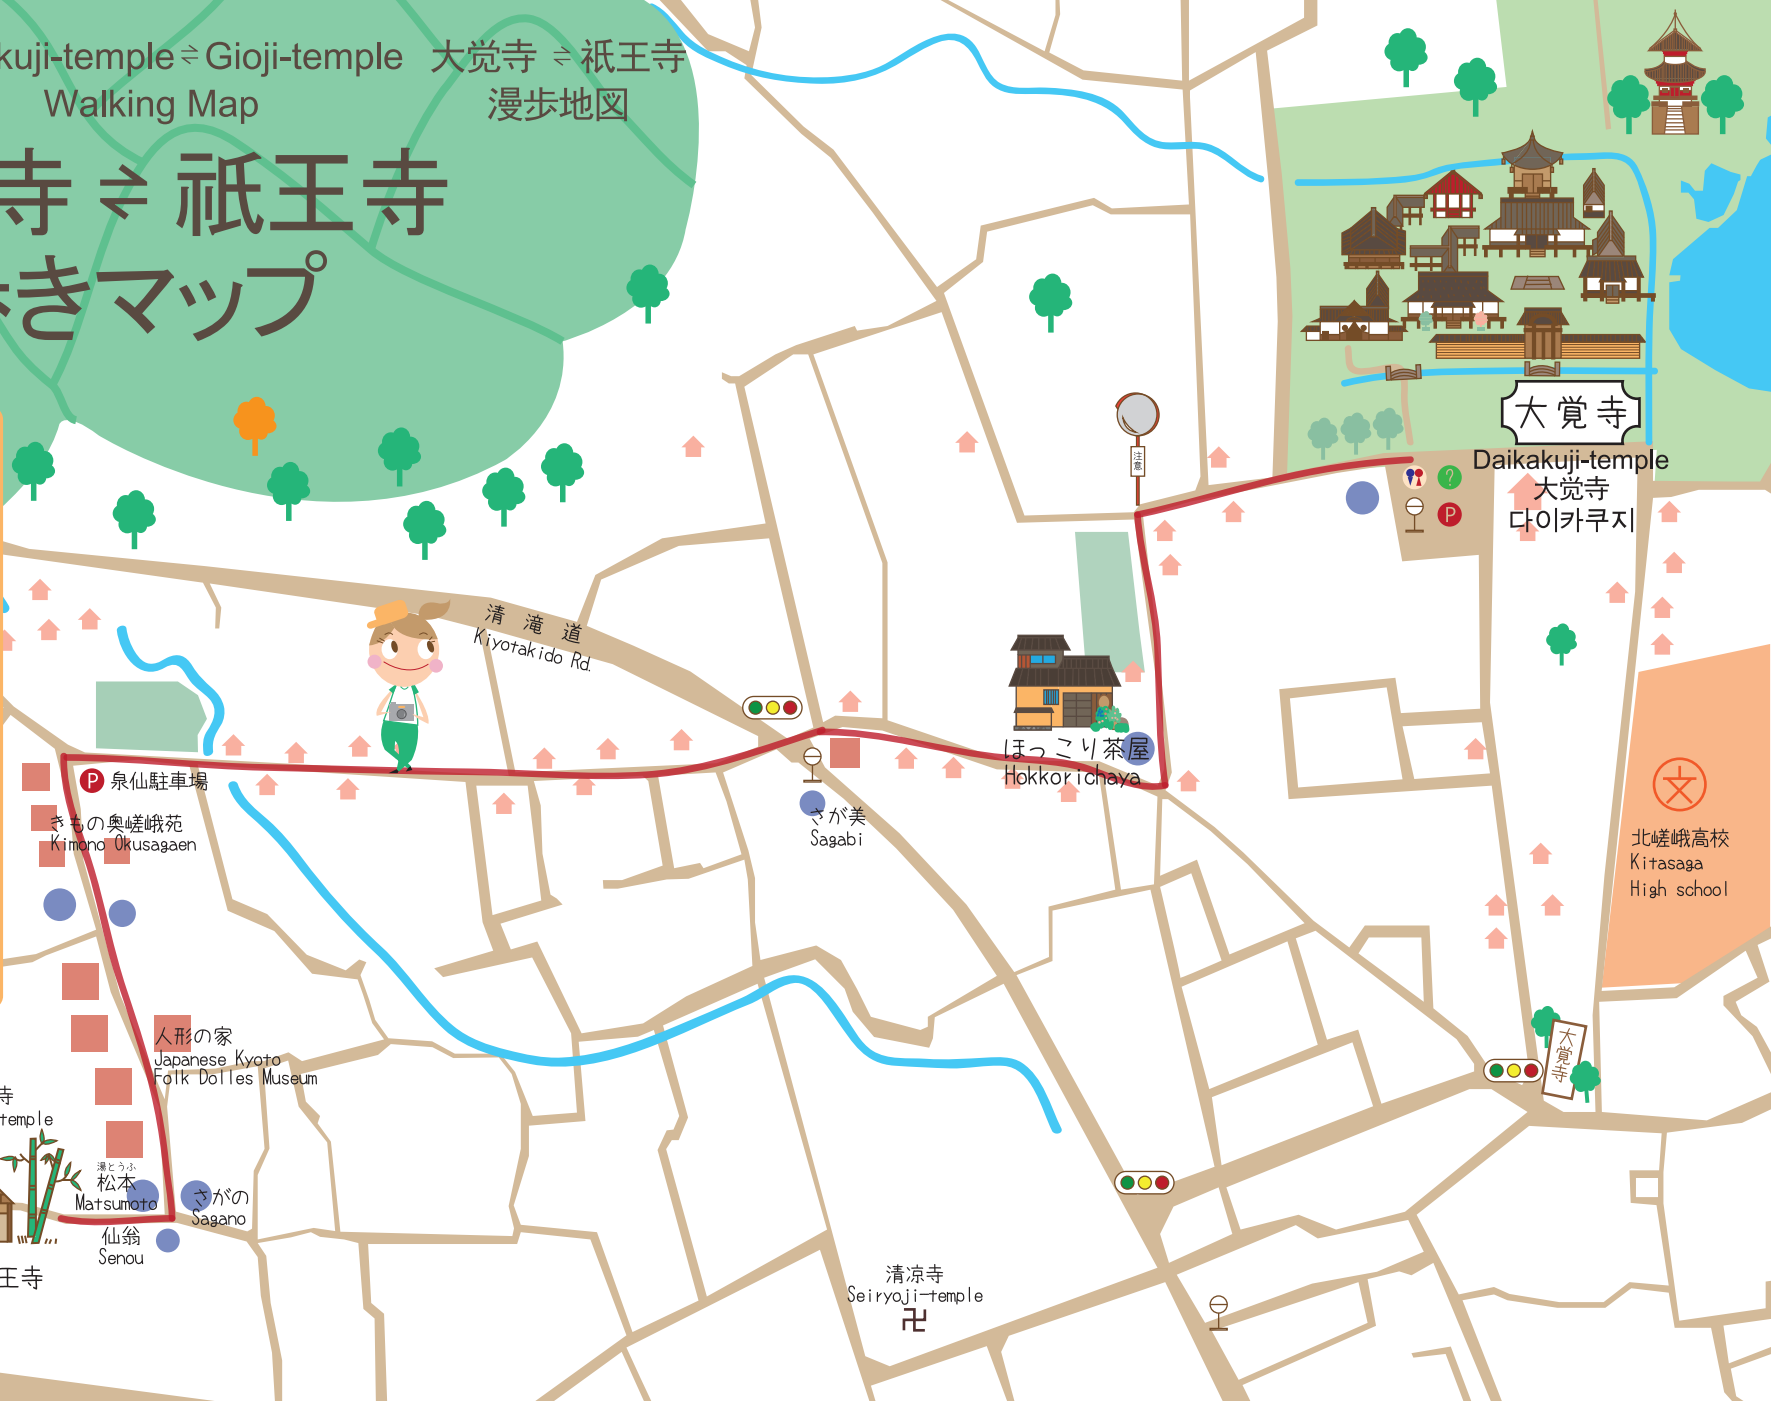 kuji-temple⇌Gioji-temple 大觉寺 ⇌ 祇王寺
Walking Map 漫步地図
寺 ⇌ 祇王寺
歩きマップ
大覚寺
Daikakuji-temple
大觉寺
다이카쿠지
?
P
注意
清滝道
Kiyotakido Rd.
ほっこり茶屋
Hokkorichaya
P 泉仙駐車場
きもの奥嵯峨苑
Kimono Okusagaen
さが美
Sagabi
文
北嵯峨高校
Kitasaga
High school
人形の家
Japanese Kyoto
Folk Dolles Museum
大覚寺
寺
temple
湯とうふ
松本
Matsumoto
さがの
Sagano
仙翁
Senou
王寺
清凉寺
Seiryoji-temple
卍